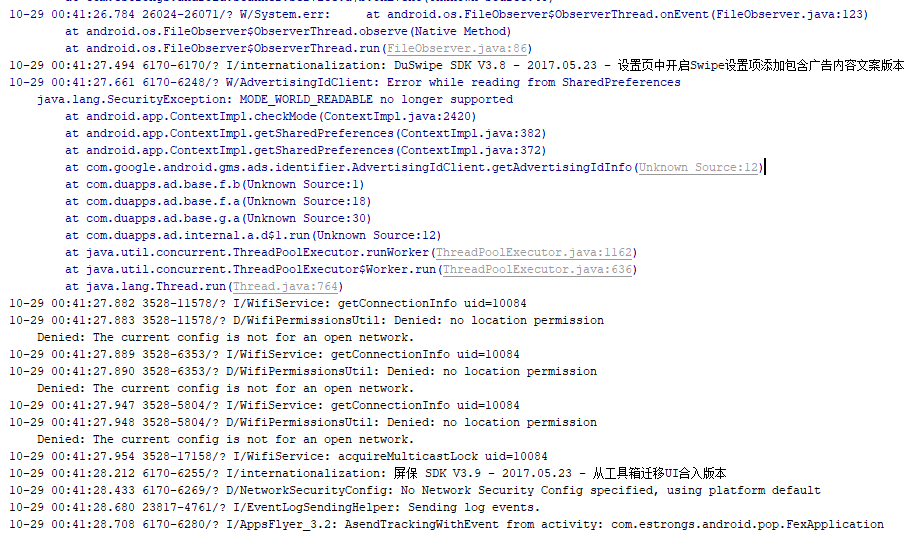 10-29 00:41:26.784 26024-26071/? W/System.err:     at android.os.FileObserver$ObserverThread.onEvent(FileObserver.java:123)
at android.os.FileObserver$ObserverThread.observe(Native Method)
at android.os.FileObserver$ObserverThread.run(FileObserver.java:86)
10-29 00:41:27.494 6170-6170/? I/internationalization: DuSwipe SDK V3.8 - 2017.05.23 - 设置页中开启Swipe设置项添加包含广告内容文案版本
10-29 00:41:27.661 6170-6248/? W/AdvertisingIdClient: Error while reading from SharedPreferences
java.lang.SecurityException: MODE_WORLD_READABLE no longer supported
at android.app.ContextImpl.checkMode(ContextImpl.java:2420)
at android.app.ContextImpl.getSharedPreferences(ContextImpl.java:382)
at android.app.ContextImpl.getSharedPreferences(ContextImpl.java:372)
at com.google.android.gms.ads.identifier.AdvertisingIdClient.getAdvertisingIdInfo(Unknown Source:12)
at com.duapps.ad.base.f.b(Unknown Source:1)
at com.duapps.ad.base.f.a(Unknown Source:18)
at com.duapps.ad.base.g.a(Unknown Source:30)
at com.duapps.ad.internal.a.d$1.run(Unknown Source:12)
at java.util.concurrent.ThreadPoolExecutor.runWorker(ThreadPoolExecutor.java:1162)
at java.util.concurrent.ThreadPoolExecutor$Worker.run(ThreadPoolExecutor.java:636)
at java.lang.Thread.run(Thread.java:764)
10-29 00:41:27.882 3528-11578/? I/WifiService: getConnectionInfo uid=10084
10-29 00:41:27.883 3528-11578/? D/WifiPermissionsUtil: Denied: no location permission
Denied: The current config is not for an open network.
10-29 00:41:27.889 3528-6353/? I/WifiService: getConnectionInfo uid=10084
10-29 00:41:27.890 3528-6353/? D/WifiPermissionsUtil: Denied: no location permission
Denied: The current config is not for an open network.
10-29 00:41:27.947 3528-5804/? I/WifiService: getConnectionInfo uid=10084
10-29 00:41:27.948 3528-5804/? D/WifiPermissionsUtil: Denied: no location permission
Denied: The current config is not for an open network.
10-29 00:41:27.954 3528-17158/? I/WifiService: acquireMulticastLock uid=10084
10-29 00:41:28.212 6170-6255/? I/internationalization: 屏保 SDK V3.9 - 2017.05.23 - 从工具箱迁移UI合入版本
10-29 00:41:28.433 6170-6269/? D/NetworkSecurityConfig: No Network Security Config specified, using platform default
10-29 00:41:28.680 23817-4761/? I/EventLogSendingHelper: Sending log events.
10-29 00:41:28.708 6170-6280/? I/AppsFlyer_3.2: AsendTrackingWithEvent from activity: com.estrongs.android.pop.FexApplication